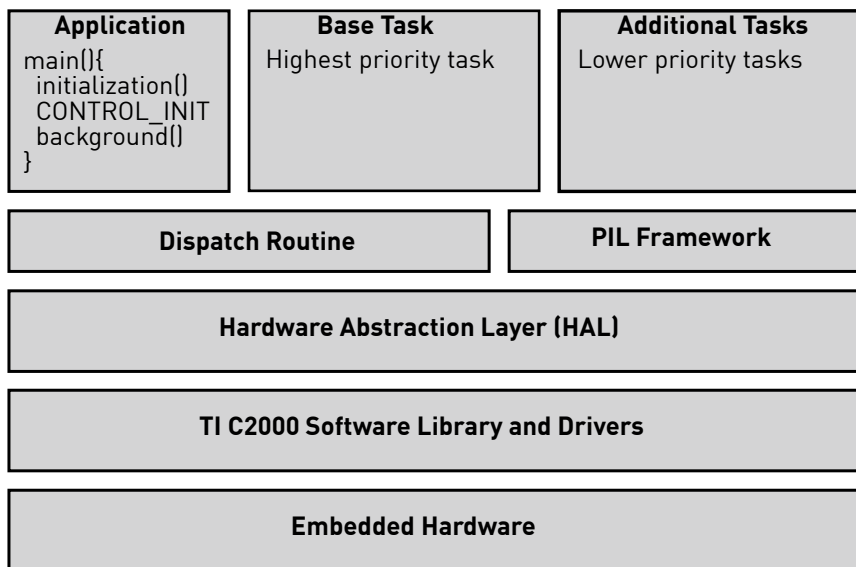 Application
main(){
initialization()
CONTROL_INIT
background()
}
Base Task
Highest priority task
Additional Tasks
Lower priority tasks
Dispatch Routine
PIL Framework
Hardware Abstraction Layer (HAL)
TI C2000 Software Library and Drivers
Embedded Hardware